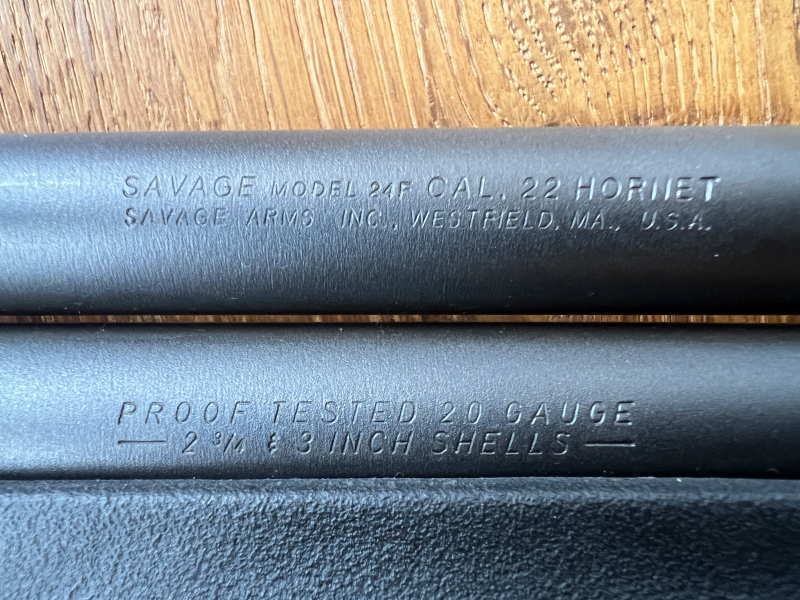 SAVAGE MODEL 24F CAL. 22 HORNET
SAVAGE ARMS INC., WESTFIELD, MA., U.S.A.
PROOF TESTED 20 GAUGE
— 2 3/4 & 3 INCH SHELLS —